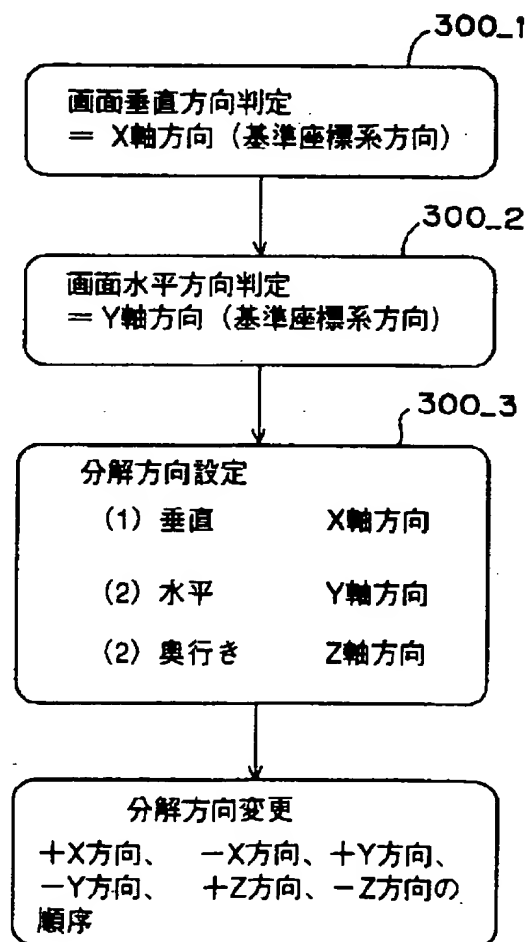 300_1
画面垂直方向判定
= X軸方向（基準座標系方向）
300_2
画面水平方向判定
= Y軸方向（基準座標系方向）
300_3
分解方向設定
(1) 垂直 X軸方向
(2) 水平 Y軸方向
(2) 奥行き Z軸方向
分解方向変更
+X方向、 -X方向、+Y方向、
-Y方向、 +Z方向、-Z方向の
順序